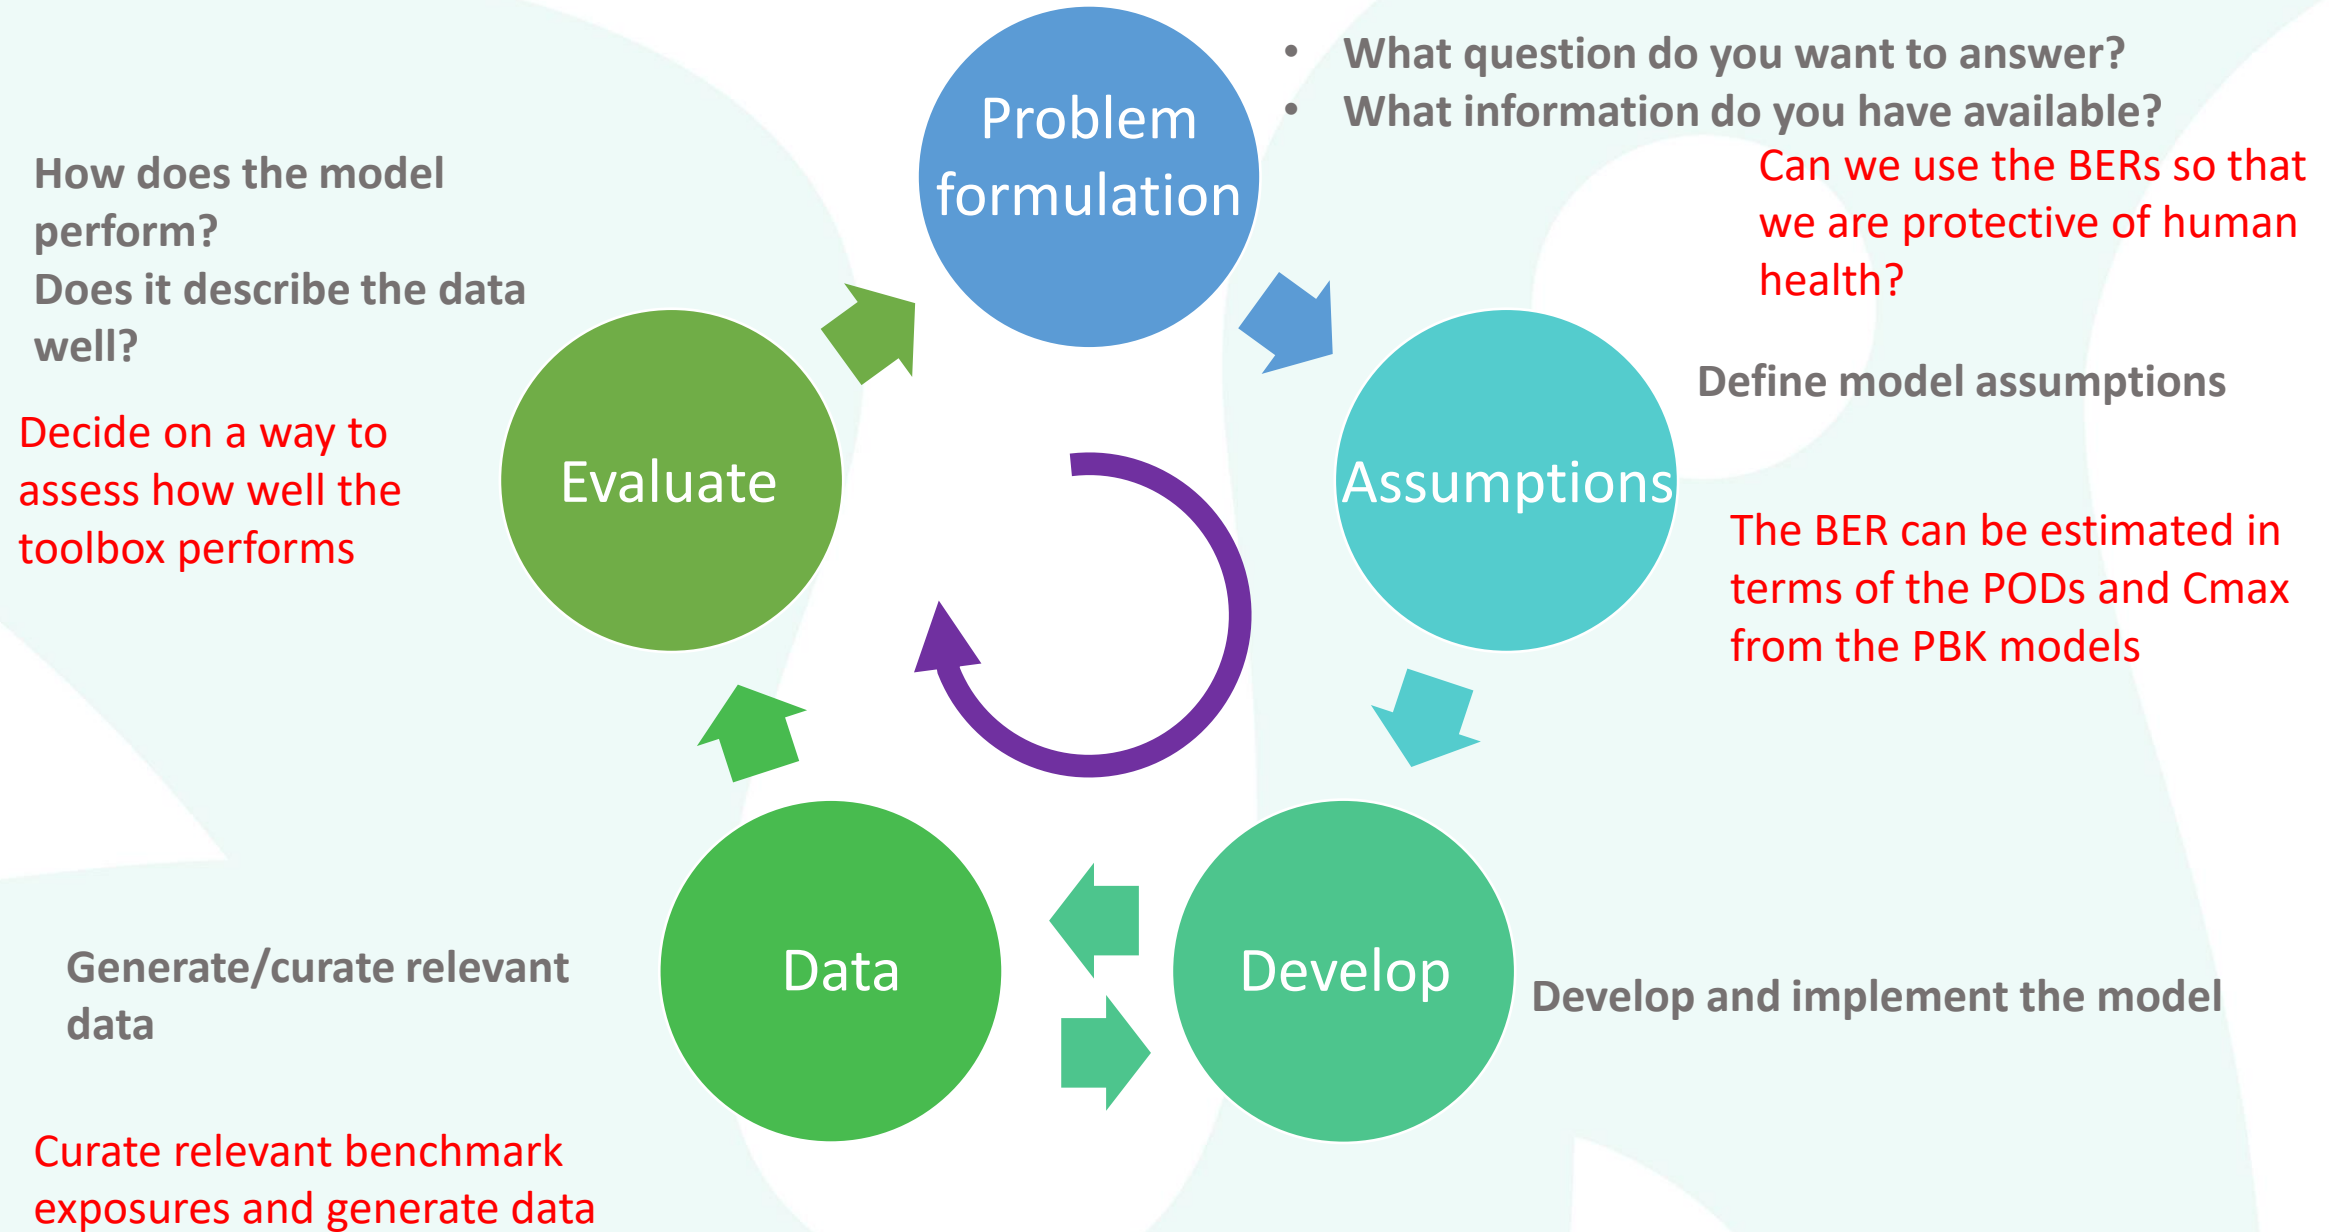 Problem
formulation
• What question do you want to answer?
• What information do you have available?
Can we use the BERs so that
we are protective of human
health?
Assumptions
Define model assumptions
The BER can be estimated in
terms of the PODs and Cmax
from the PBK models
Develop
Develop and implement the model
Data
Generate/curate relevant
data
Curate relevant benchmark
exposures and generate data
Evaluate
How does the model
perform?
Does it describe the data
well?
Decide on a way to
assess how well the
toolbox performs